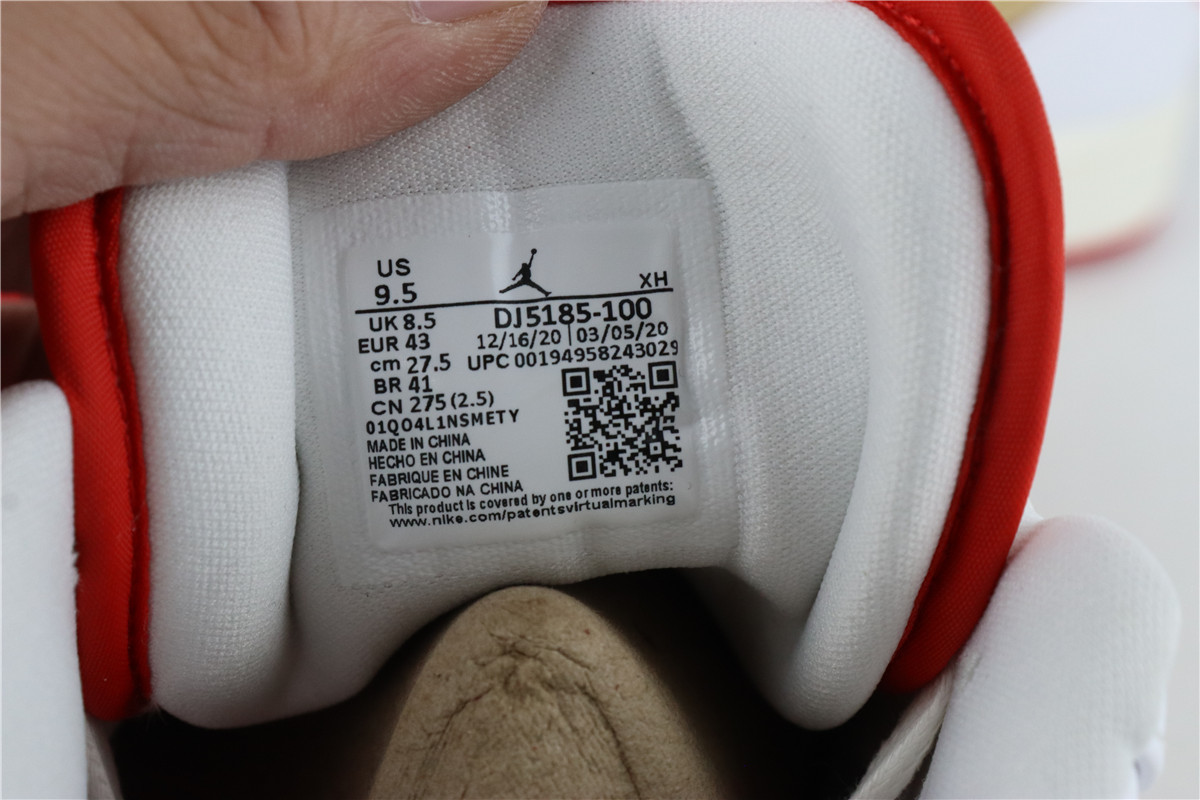 US
9.5
XH
UK 8.5
DJ5185-100
EUR 43
12/16/20 | 03/05/20
cm 27.5
UPC 00194958243029
BR 41
CN 275 (2.5)
01QO4L1NSMETY
MADE IN CHINA
HECHO EN CHINA
FABRIQUE EN CHINE
FABRICADO NA CHINA
This product is covered by one or more patents:
www.nike.com/patentsvirtualmarking